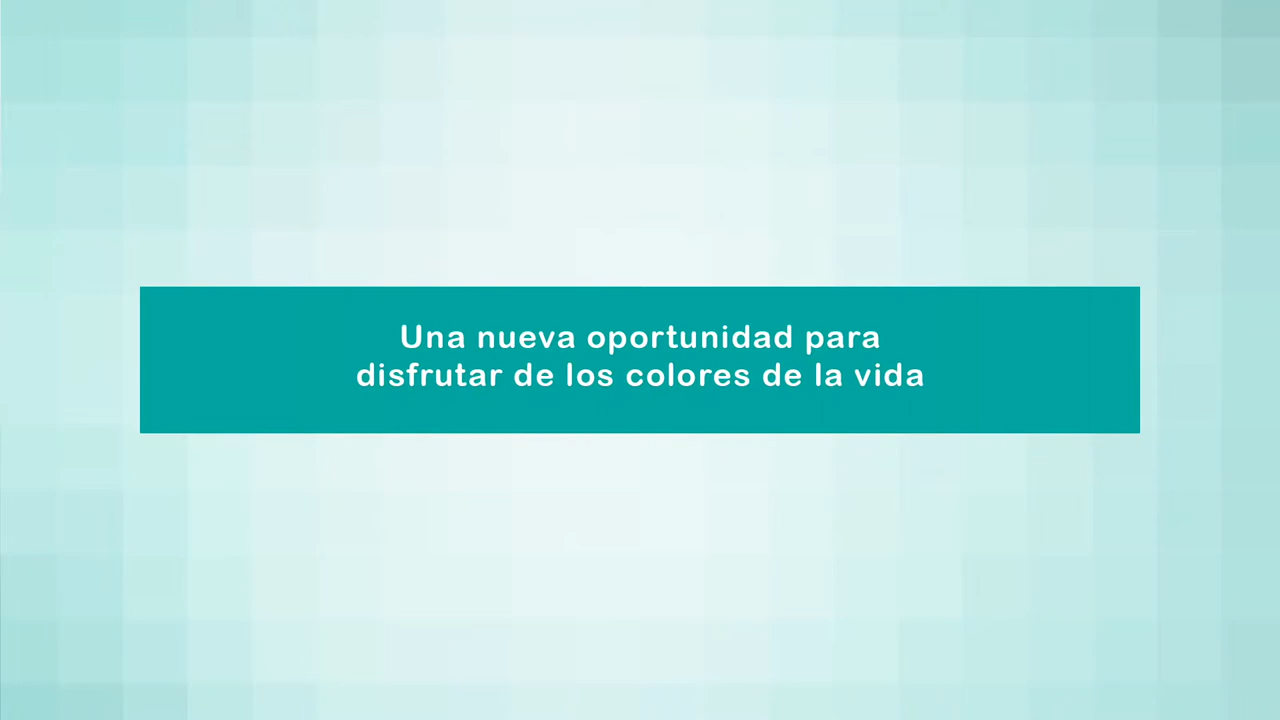 Una nueva oportunidad para
disfrutar de los colores de la vida